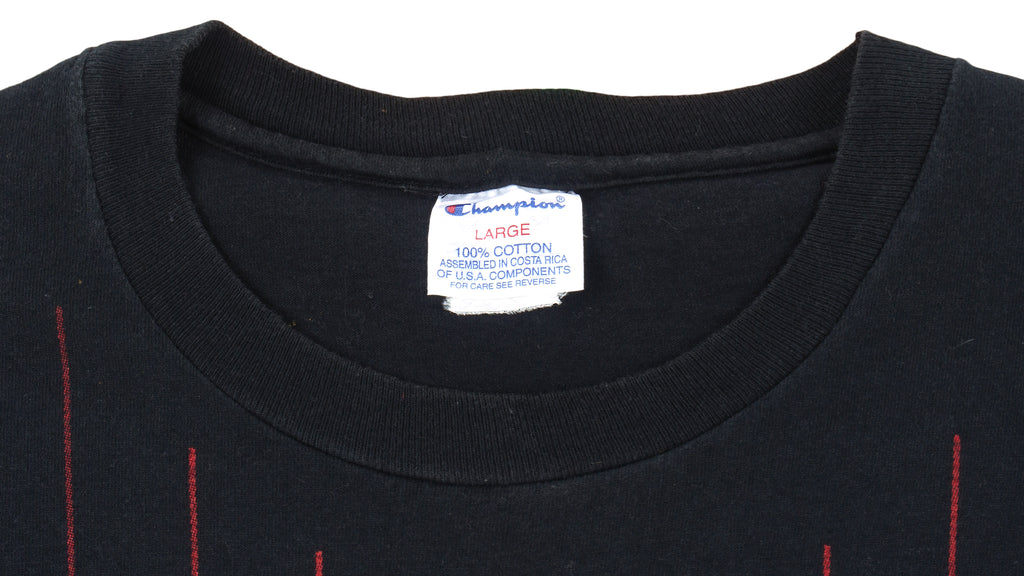 Champion®
LARGE
100% COTTON
ASSEMBLED IN COSTA RICA
OF U.S.A. COMPONENTS
FOR CARE SEE REVERSE